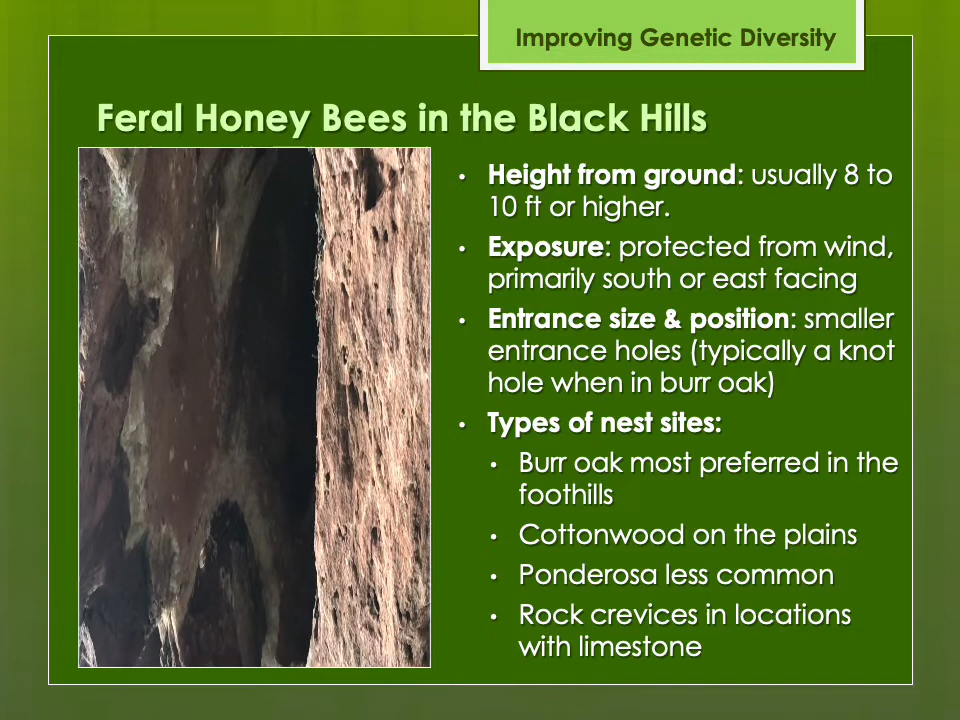 Improving Genetic Diversity
Feral Honey Bees in the Black Hills
• Height from ground: usually 8 to
10 ft or higher.
• Exposure: protected from wind,
primarily south or east facing
• Entrance size & position: smaller
entrance holes (typically a knot
hole when in burr oak)
• Types of nest sites:
• Burr oak most preferred in the
foothills
• Cottonwood on the plains
• Ponderosa less common
• Rock crevices in locations
with limestone